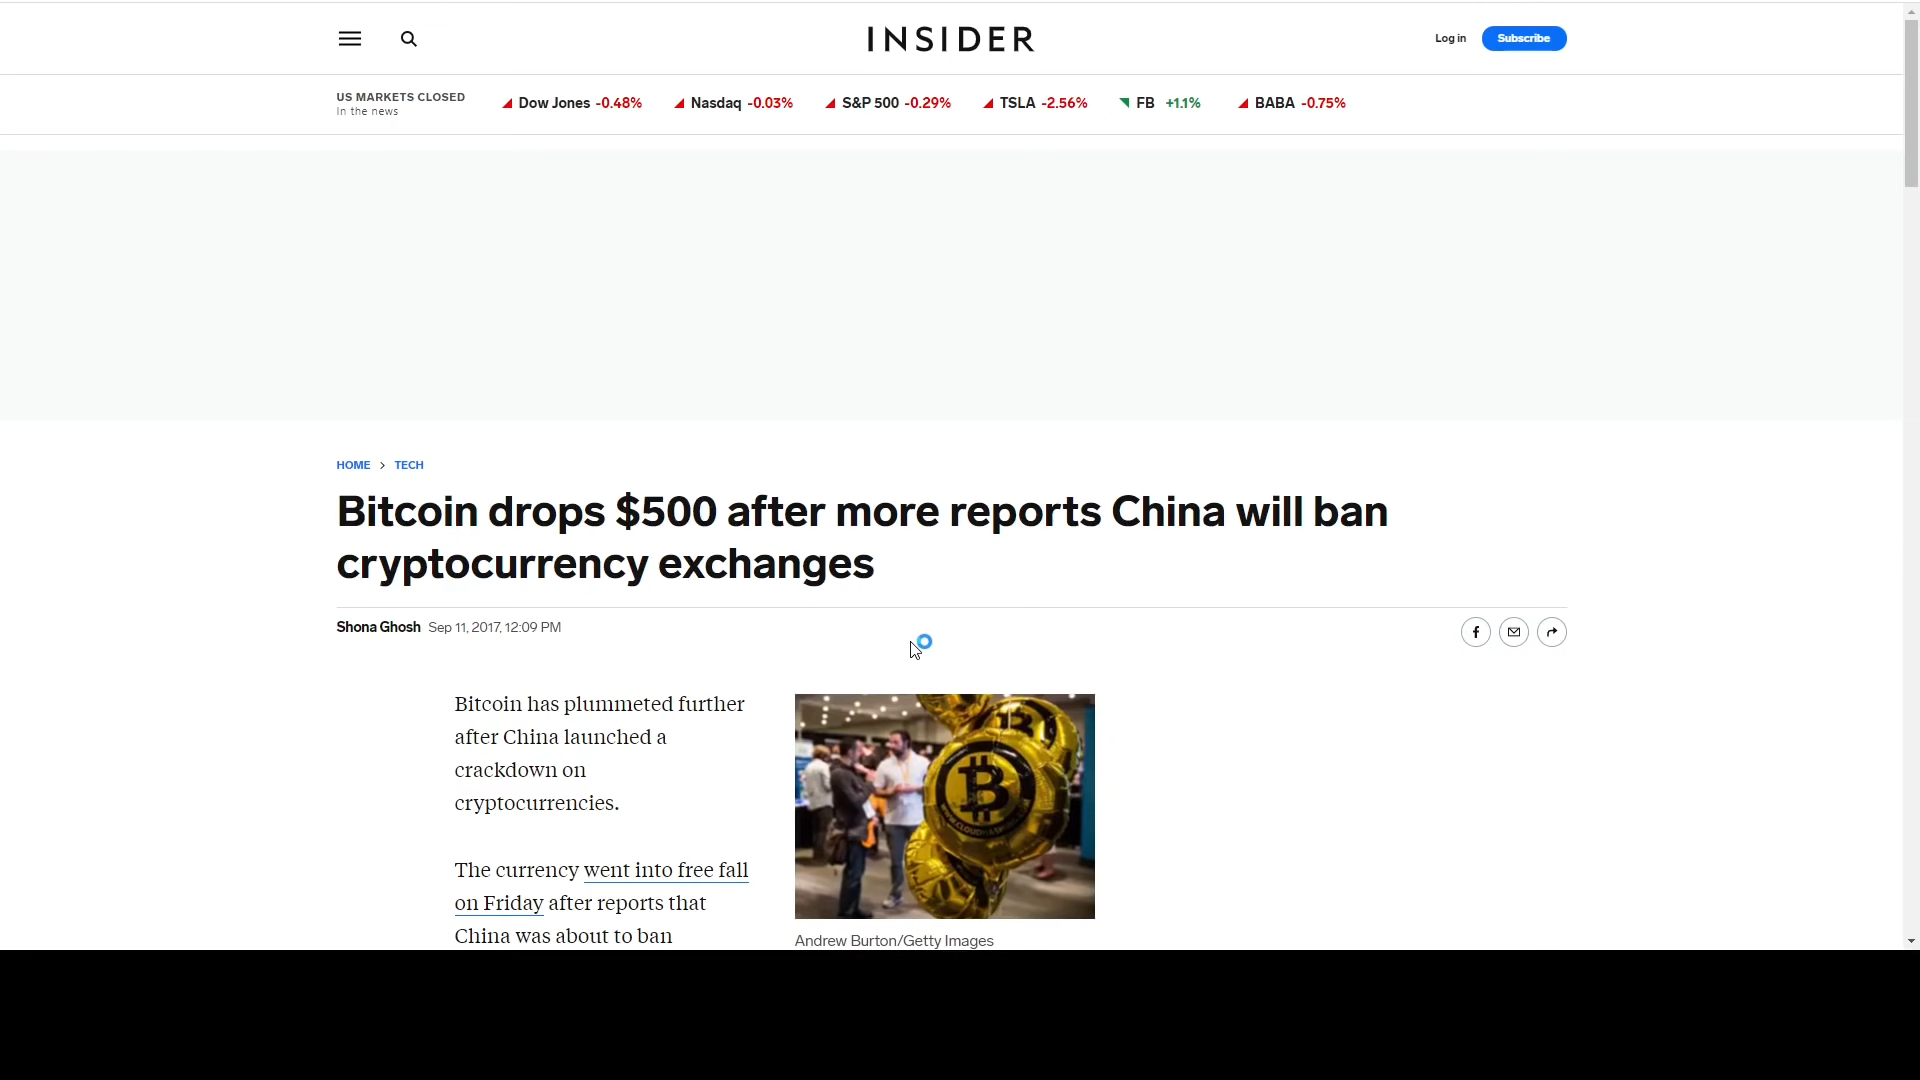 INSIDER
Log in
Subscribe
US MARKETS CLOSED
In the news
Dow Jones -0.48%
Nasdaq -0.03%
S&P 500 -0.29%
TSLA -2.56%
FB +1.1%
BABA -0.75%
HOME > TECH
Bitcoin drops $500 after more reports China will ban
cryptocurrency exchanges
Shona Ghosh Sep 11, 2017, 12:09 PM
Bitcoin has plummeted further
after China launched a
crackdown on
cryptocurrencies.
The currency went into free fall
on Friday after reports that
China was about to ban
Andrew Burton/Getty Images